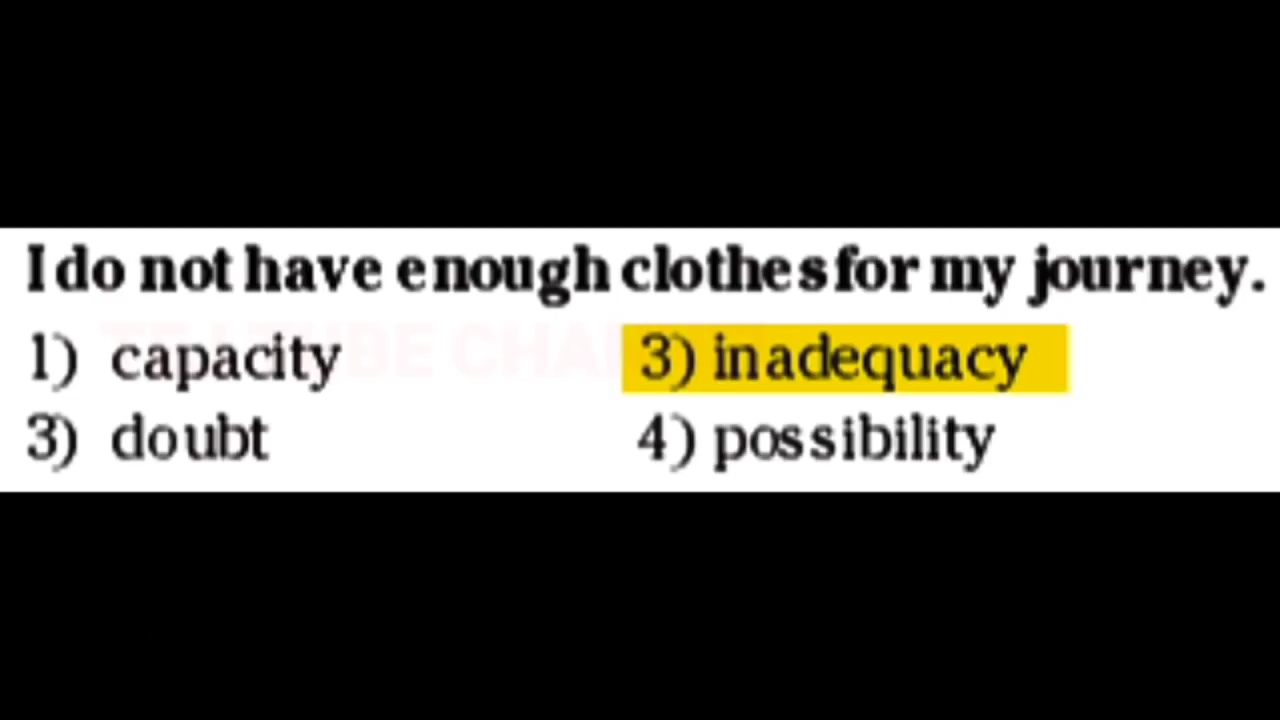 I do not have enough clothes for my journey.
1) capacity 3) inadequacy
3) doubt 4) possibility